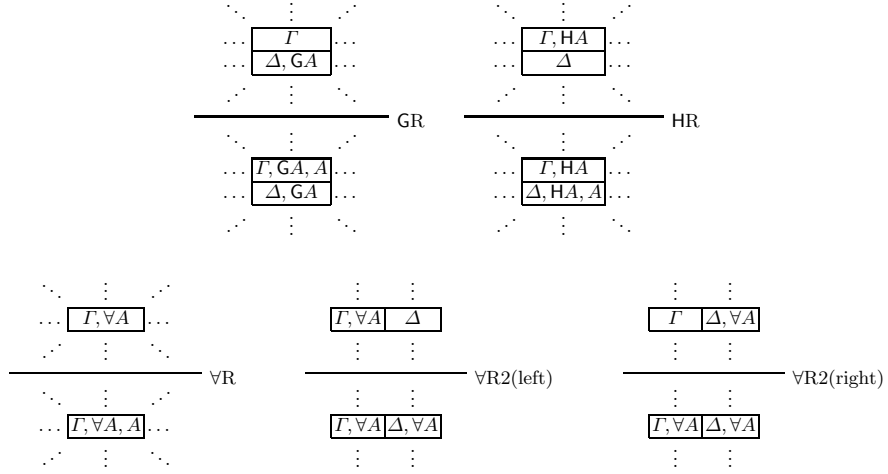 Γ Γ, HA
Δ, GA Δ
GR HR
Γ, GA, A Γ, HA
Δ, GA Δ, HA, A
Γ, ∀A Γ, ∀A Δ Γ Δ, ∀A
∀R ∀R2(left) ∀R2(right)
Γ, ∀A, A Γ, ∀A Δ, ∀A Γ, ∀A Δ, ∀A